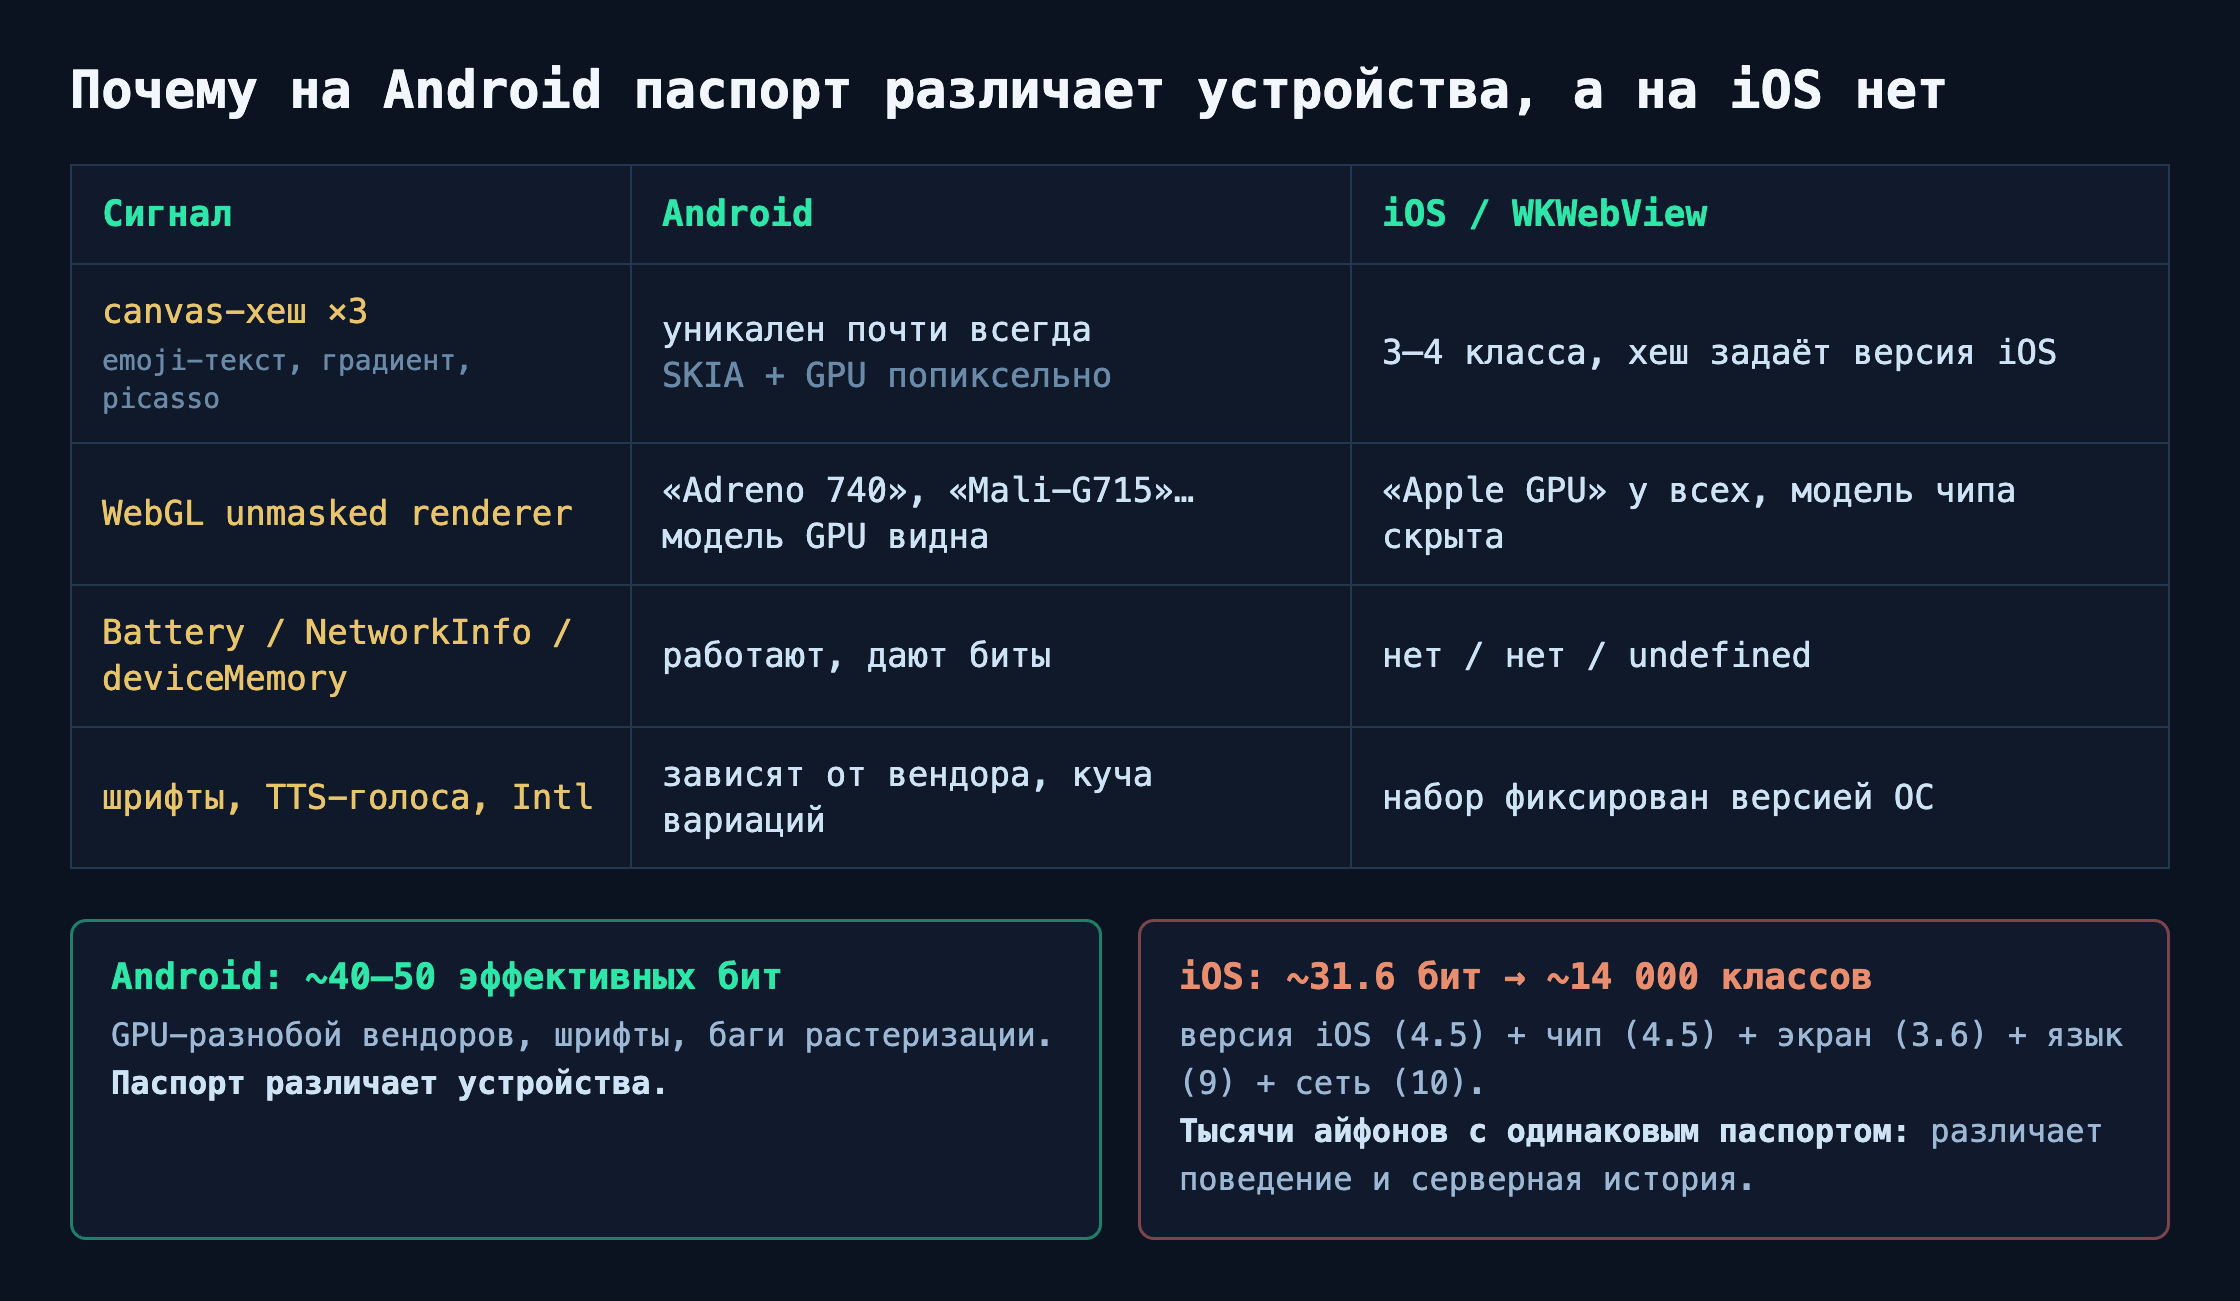 Почему на Android паспорт различает устройства, а на iOS нет
Сигнал
Android
iOS / WKWebView
canvas-хеш ×3
emoji-текст, градиент,
picasso
уникален почти всегда
SKIA + GPU попиксельно
3–4 класса, хеш задаёт версия iOS
WebGL unmasked renderer
«Adreno 740», «Mali-G715»…
модель GPU видна
«Apple GPU» у всех, модель чипа
скрыта
Battery / NetworkInfo /
deviceMemory
работают, дают биты
нет / нет / undefined
шрифты, TTS-голоса, Intl
зависят от вендора, куча
вариаций
набор фиксирован версией ОС
Android: ~40–50 эффективных бит
GPU-разнобой вендоров, шрифты, баги растеризации.
Паспорт различает устройства.
iOS: ~31.6 бит → ~14 000 классов
версия iOS (4.5) + чип (4.5) + экран (3.6) + язык
(9) + сеть (10).
Тысячи айфонов с одинаковым паспортом: различает
поведение и серверная история.